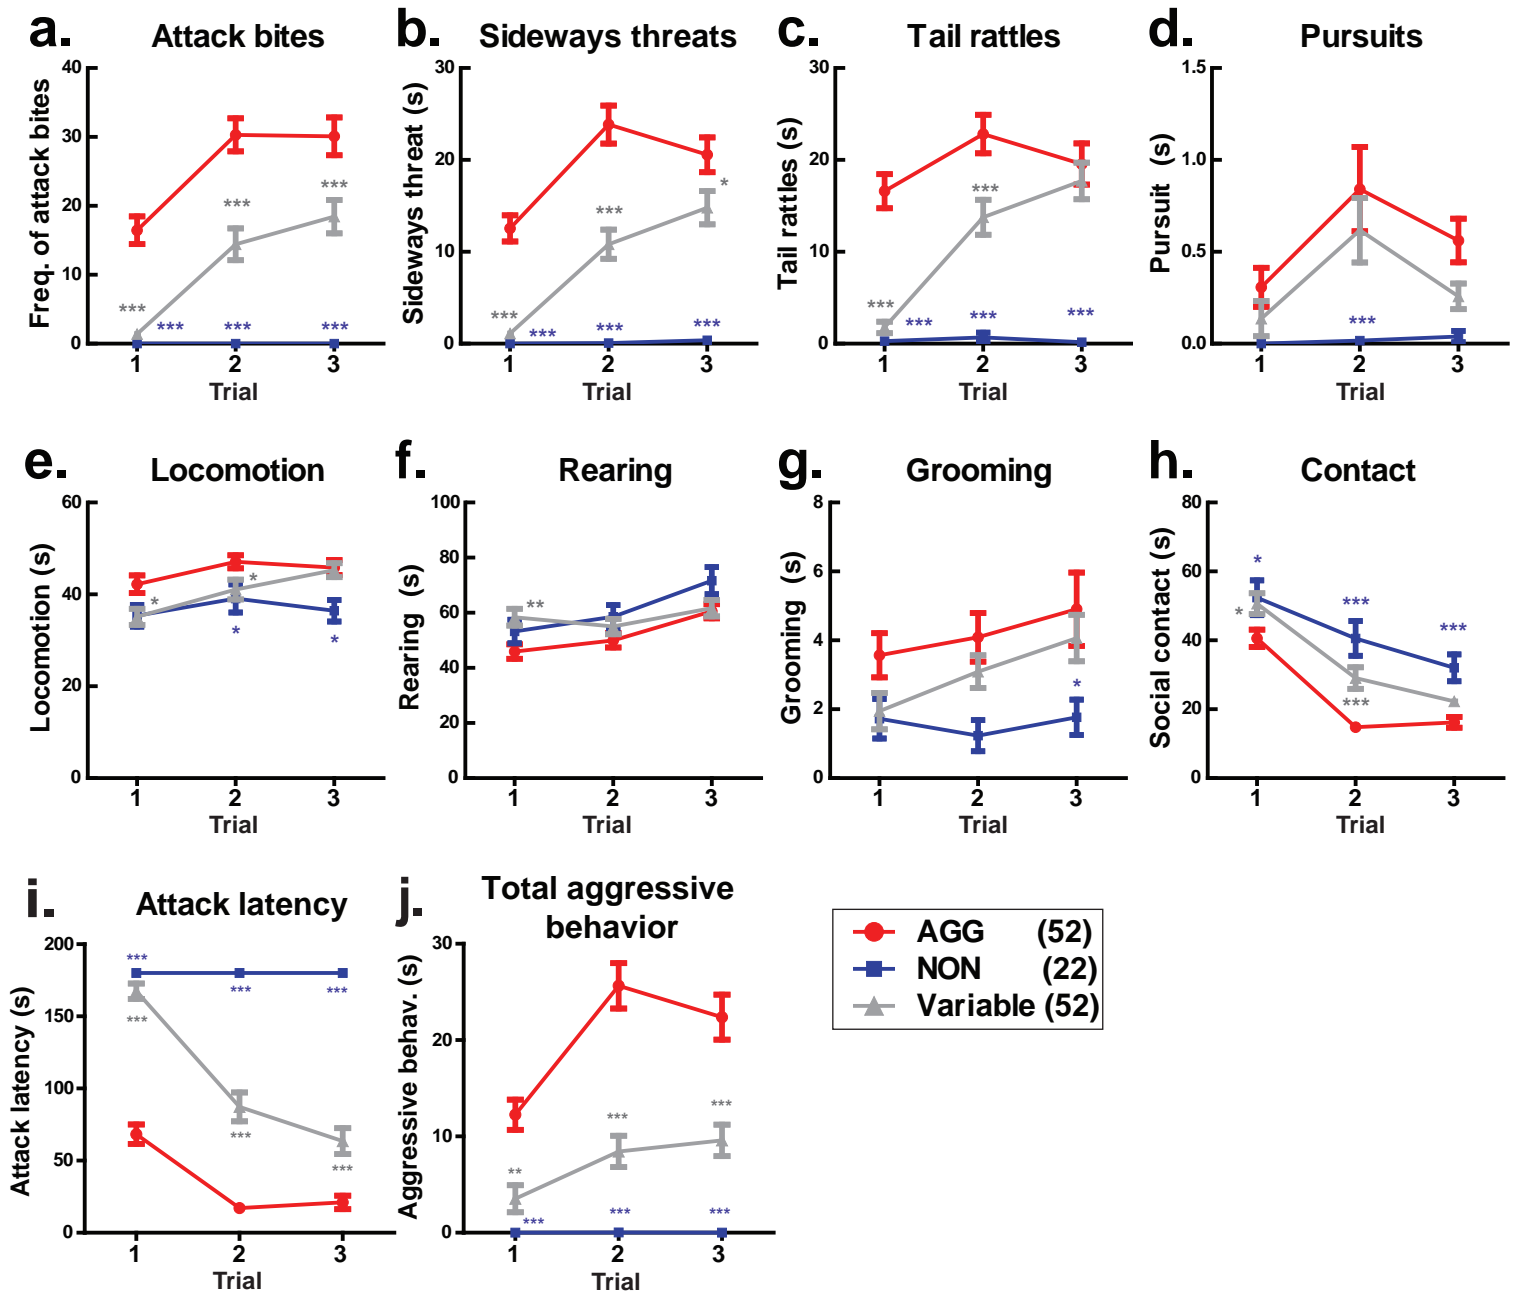 a. Attack bites
Freq. of attack bites
40
30
20
10
0
***
***
***
***
***
***
1 2 3
Trial
b. Sideways threats
Sideways threat (s)
30
20
10
0
***
***
*
***
***
***
1 2 3
Trial
c. Tail rattles
Tail rattles (s)
30
20
10
0
***
***
***
***
***
1 2 3
Trial
d. Pursuits
Pursuit (s)
1.5
1.0
0.5
0.0
***
1 2 3
Trial
e. Locomotion
Locomotion (s)
60
40
20
0
*
*
*
*
1 2 3
Trial
f. Rearing
Rearing (s)
100
80
60
40
20
0
**
1 2 3
Trial
g. Grooming
Grooming (s)
8
6
4
2
0
*
1 2 3
Trial
h. Contact
Social contact (s)
80
60
40
20
0
*
*
***
***
***
1 2 3
Trial
i. Attack latency
Attack latency (s)
200
150
100
50
0
***
***
***
***
***
***
1 2 3
Trial
j. Total aggressive
behavior
Aggressive behav. (s)
30
20
10
0
**
***
***
***
***
***
1 2 3
Trial
AGG (52)
NON (22)
Variable (52)